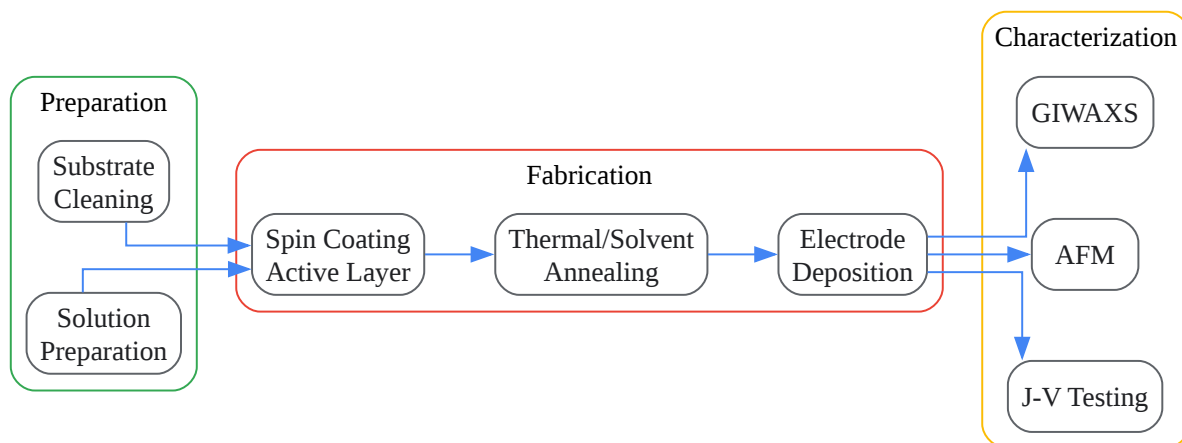 Preparation
Substrate
Cleaning
Solution
Preparation
Fabrication
Spin Coating
Active Layer
Thermal/Solvent
Annealing
Electrode
Deposition
Characterization
GIWAXS
AFM
J-V Testing